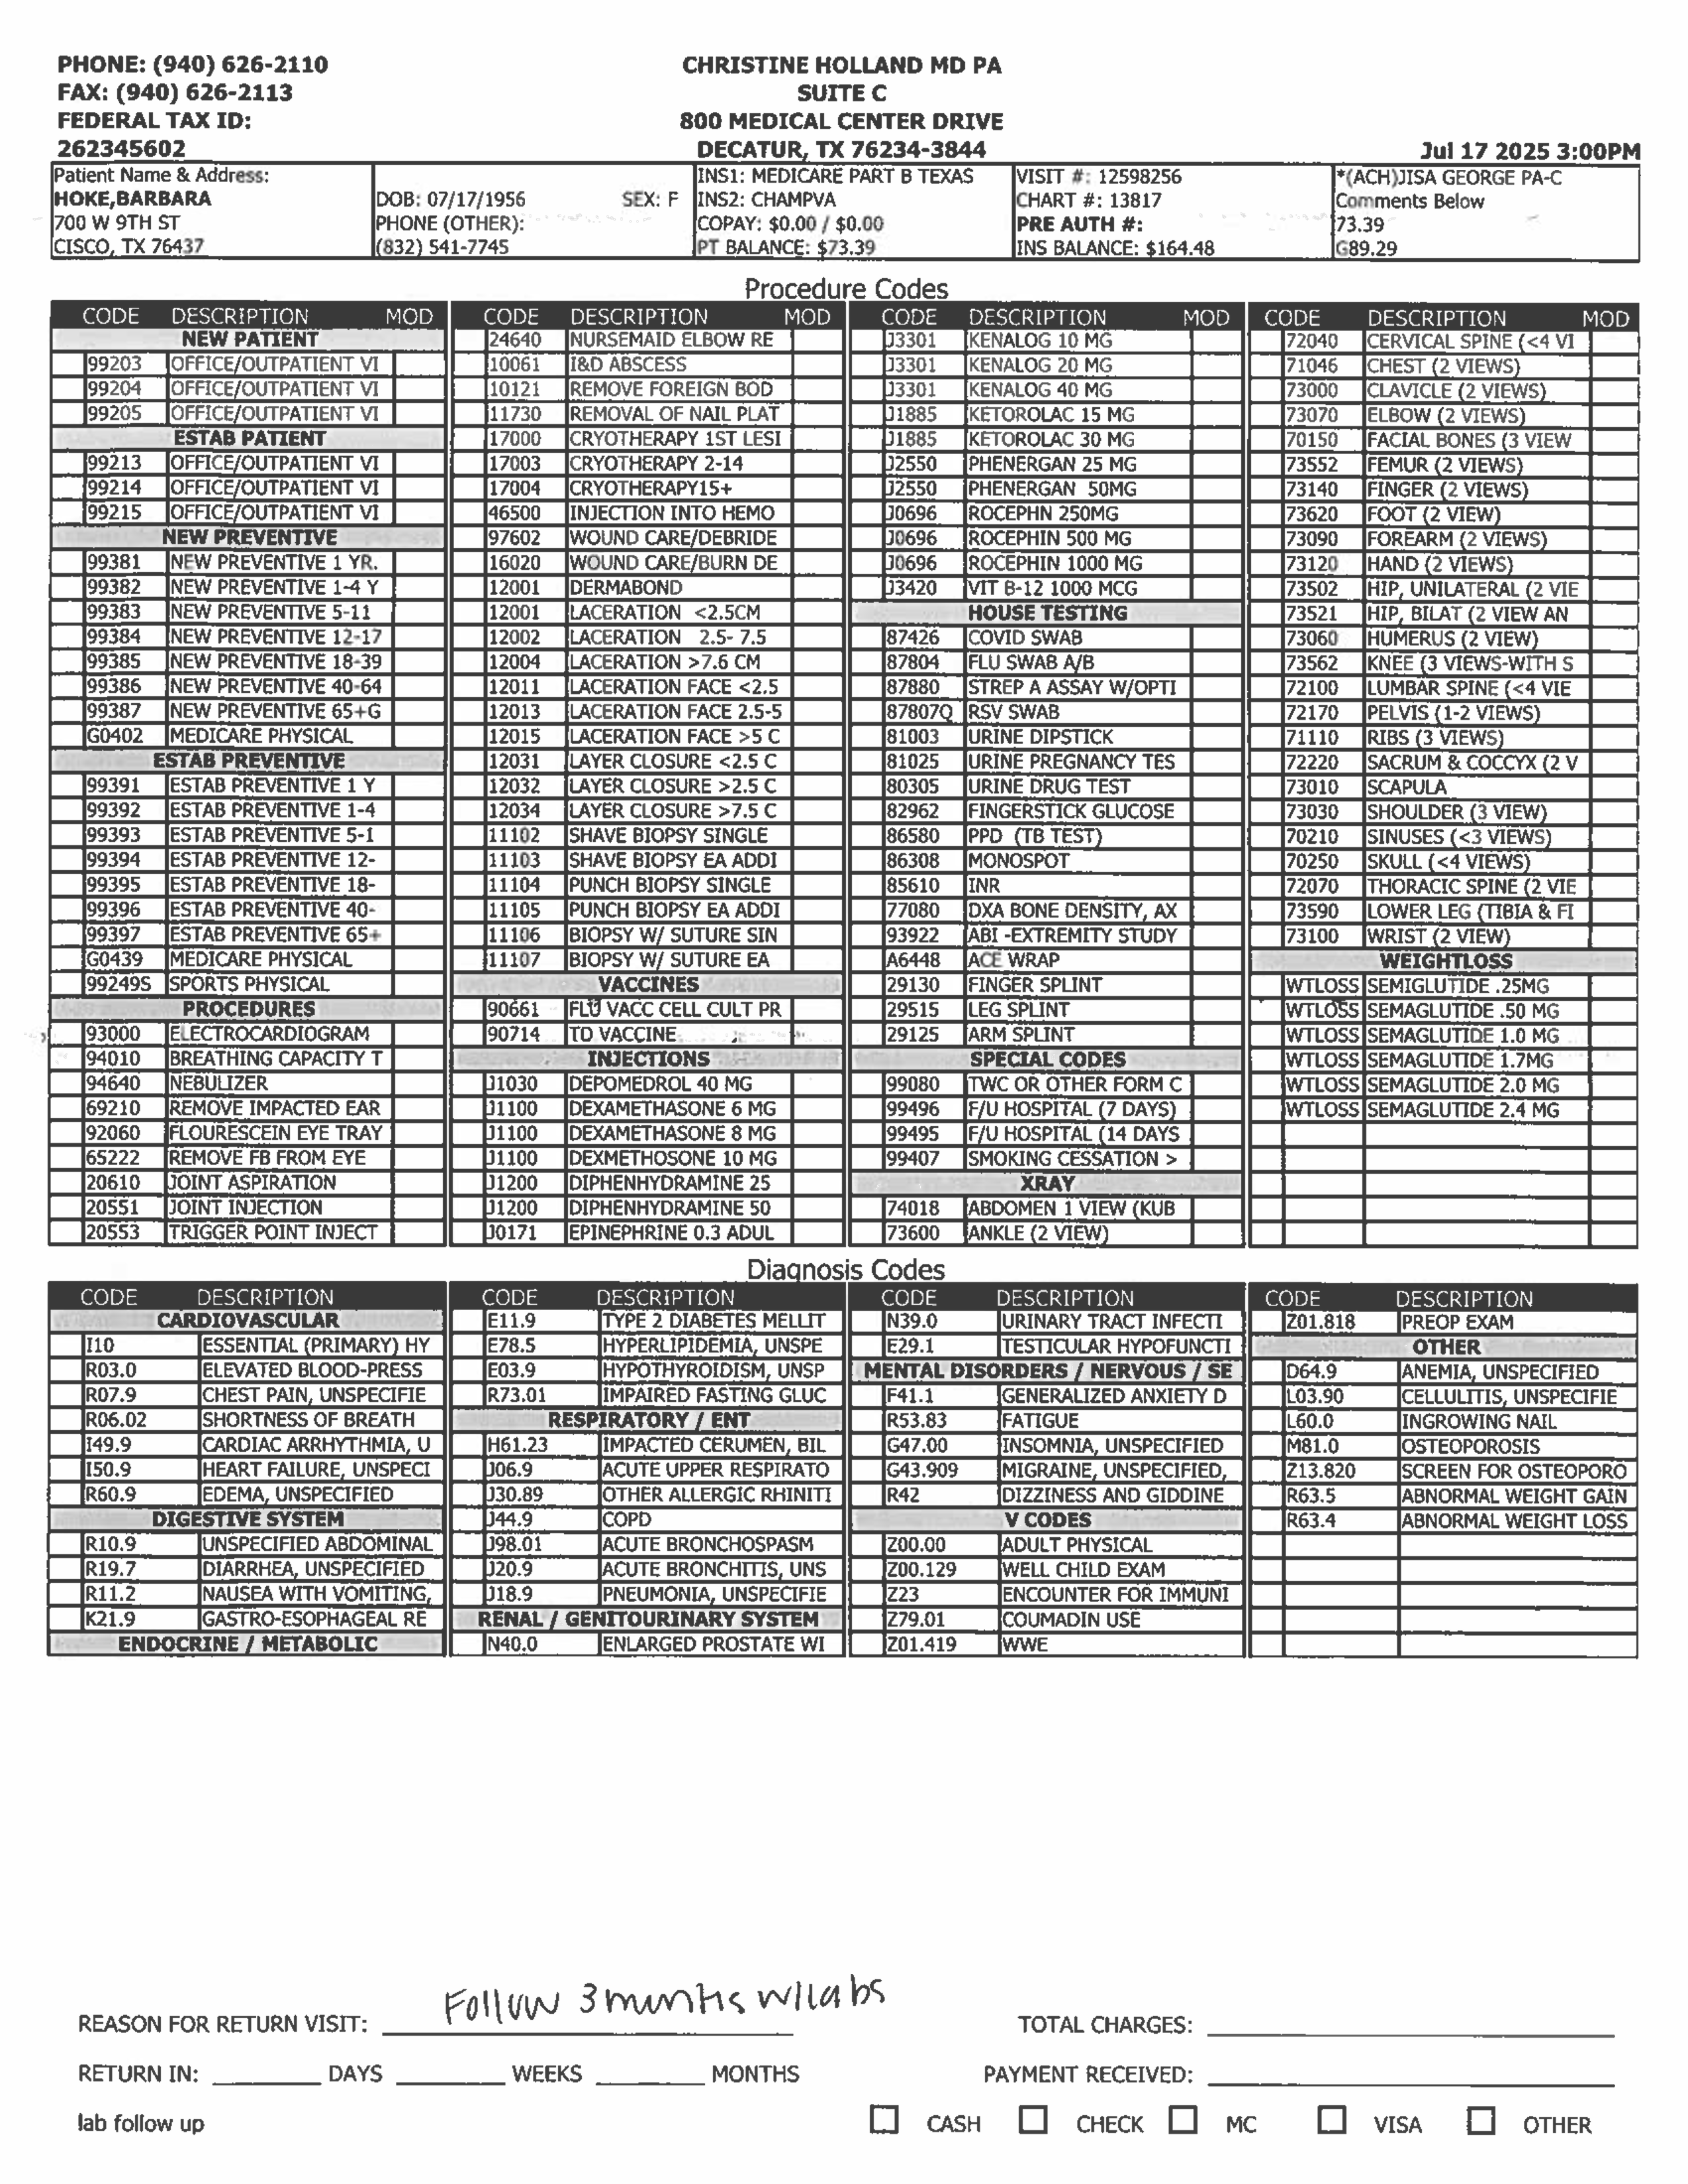 PHONE: (940) 626-2110
FAX: (940) 626-2113
FEDERAL TAX ID:
262345602
CHRISTINE HOLLAND MD PA
SUITE C
800 MEDICAL CENTER DRIVE
DECATUR, TX 76234-3844
Jul 17 2025 3:00PM
Patient Name & Address:
HOKE,BARBARA
700 W 9TH ST
CISCO, TX 76437
DOB: 07/17/1956 SEX: F
PHONE (OTHER):
(832) 541-7745
INS1: MEDICARE PART B TEXAS
INS2: CHAMPVA
COPAY: $0.00 / $0.00
PT BALANCE: $73.39
VISIT #: 12598256
CHART #: 13817
PRE AUTH #:
INS BALANCE: $164.48
*(ACH)JISA GEORGE PA-C
Comments Below
73.39
G89.29
Procedure Codes
CODE DESCRIPTION MOD
NEW PATIENT
99203 OFFICE/OUTPATIENT VI
99204 OFFICE/OUTPATIENT VI
99205 OFFICE/OUTPATIENT VI
ESTAB PATIENT
99213 OFFICE/OUTPATIENT VI
99214 OFFICE/OUTPATIENT VI
99215 OFFICE/OUTPATIENT VI
NEW PREVENTIVE
99381 NEW PREVENTIVE 1 YR.
99382 NEW PREVENTIVE 1-4 Y
99383 NEW PREVENTIVE 5-11
99384 NEW PREVENTIVE 12-17
99385 NEW PREVENTIVE 18-39
99386 NEW PREVENTIVE 40-64
99387 NEW PREVENTIVE 65+G
G0402 MEDICARE PHYSICAL
ESTAB PREVENTIVE
99391 ESTAB PREVENTIVE 1 Y
99392 ESTAB PREVENTIVE 1-4
99393 ESTAB PREVENTIVE 5-1
99394 ESTAB PREVENTIVE 12-
99395 ESTAB PREVENTIVE 18-
99396 ESTAB PREVENTIVE 40-
99397 ESTAB PREVENTIVE 65+
G0439 MEDICARE PHYSICAL
99249S SPORTS PHYSICAL
PROCEDURES
93000 ELECTROCARDIOGRAM
94010 BREATHING CAPACITY T
94640 NEBULIZER
69210 REMOVE IMPACTED EAR
92060 FLOURESCEIN EYE TRAY
65222 REMOVE FB FROM EYE
20610 JOINT ASPIRATION
20551 JOINT INJECTION
20553 TRIGGER POINT INJECT
CODE DESCRIPTION MOD
24640 NURSEMAID ELBOW RE
10061 I&D ABSCESS
10121 REMOVE FOREIGN BOD
11730 REMOVAL OF NAIL PLAT
17000 CRYOTHERAPY 1ST LESI
17003 CRYOTHERAPY 2-14
17004 CRYOTHERAPY15+
46500 INJECTION INTO HEMO
97602 WOUND CARE/DEBRIDE
16020 WOUND CARE/BURN DE
12001 DERMABOND
12001 LACERATION <2.5CM
12002 LACERATION 2.5- 7.5
12004 LACERATION >7.6 CM
12011 LACERATION FACE <2.5
12013 LACERATION FACE 2.5-5
12015 LACERATION FACE >5 C
12031 LAYER CLOSURE <2.5 C
12032 LAYER CLOSURE >2.5 C
12034 LAYER CLOSURE >7.5 C
11102 SHAVE BIOPSY SINGLE
11103 SHAVE BIOPSY EA ADDI
11104 PUNCH BIOPSY SINGLE
11105 PUNCH BIOPSY EA ADDI
11106 BIOPSY W/ SUTURE SIN
11107 BIOPSY W/ SUTURE EA
VACCINES
90661 FLU VACC CELL CULT PR
90714 TD VACCINE
INJECTIONS
J1030 DEPOMEDROL 40 MG
J1100 DEXAMETHASONE 6 MG
J1100 DEXAMETHASONE 8 MG
J1100 DEXMETHOSONE 10 MG
J1200 DIPHENHYDRAMINE 25
J1200 DIPHENHYDRAMINE 50
J0171 EPINEPHRINE 0.3 ADUL
CODE DESCRIPTION MOD
J3301 KENALOG 10 MG
J3301 KENALOG 20 MG
J3301 KENALOG 40 MG
J1885 KETOROLAC 15 MG
J1885 KETOROLAC 30 MG
J2550 PHENERGAN 25 MG
J2550 PHENERGAN 50MG
J0696 ROCEPHN 250MG
J0696 ROCEPHIN 500 MG
J0696 ROCEPHIN 1000 MG
J3420 VIT B-12 1000 MCG
HOUSE TESTING
87426 COVID SWAB
87804 FLU SWAB A/B
87880 STREP A ASSAY W/OPTI
87807Q RSV SWAB
81003 URINE DIPSTICK
81025 URINE PREGNANCY TES
80305 URINE DRUG TEST
82962 FINGERSTICK GLUCOSE
86580 PPD (TB TEST)
86308 MONOSPOT
85610 INR
77080 DXA BONE DENSITY, AX
93922 ABI -EXTREMITY STUDY
A6448 ACE WRAP
29130 FINGER SPLINT
29515 LEG SPLINT
29125 ARM SPLINT
SPECIAL CODES
99080 TWC OR OTHER FORM C
99496 F/U HOSPITAL (7 DAYS)
99495 F/U HOSPITAL (14 DAYS
99407 SMOKING CESSATION >
XRAY
74018 ABDOMEN 1 VIEW (KUB
73600 ANKLE (2 VIEW)
CODE DESCRIPTION MOD
72040 CERVICAL SPINE (<4 VI
71046 CHEST (2 VIEWS)
73000 CLAVICLE (2 VIEWS)
73070 ELBOW (2 VIEWS)
70150 FACIAL BONES (3 VIEW
73552 FEMUR (2 VIEWS)
73140 FINGER (2 VIEWS)
73620 FOOT (2 VIEW)
73090 FOREARM (2 VIEWS)
73120 HAND (2 VIEWS)
73502 HIP, UNILATERAL (2 VIE
73521 HIP, BILAT (2 VIEW AN
73060 HUMERUS (2 VIEW)
73562 KNEE (3 VIEWS-WITH S
72100 LUMBAR SPINE (<4 VIE
72170 PELVIS (1-2 VIEWS)
71110 RIBS (3 VIEWS)
72220 SACRUM & COCCYX (2 V
73010 SCAPULA
73030 SHOULDER (3 VIEW)
70210 SINUSES (<3 VIEWS)
70250 SKULL (<4 VIEWS)
72070 THORACIC SPINE (2 VIE
73590 LOWER LEG (TIBIA & FI
73100 WRIST (2 VIEW)
WEIGHTLOSS
WTLOSS SEMIGLUTIDE .25MG
WTLOSS SEMAGLUTIDE .50 MG
WTLOSS SEMAGLUTIDE 1.0 MG
WTLOSS SEMAGLUTIDE 1.7MG
WTLOSS SEMAGLUTIDE 2.0 MG
WTLOSS SEMAGLUTIDE 2.4 MG
Diagnosis Codes
CODE DESCRIPTION
CARDIOVASCULAR
I10 ESSENTIAL (PRIMARY) HY
R03.0 ELEVATED BLOOD-PRESS
R07.9 CHEST PAIN, UNSPECIFIE
R06.02 SHORTNESS OF BREATH
I49.9 CARDIAC ARRHYTHMIA, U
I50.9 HEART FAILURE, UNSPECI
R60.9 EDEMA, UNSPECIFIED
DIGESTIVE SYSTEM
R10.9 UNSPECIFIED ABDOMINAL
R19.7 DIARRHEA, UNSPECIFIED
R11.2 NAUSEA WITH VOMITING,
K21.9 GASTRO-ESOPHAGEAL RE
ENDOCRINE / METABOLIC
CODE DESCRIPTION
E11.9 TYPE 2 DIABETES MELLIT
E78.5 HYPERLIPIDEMIA, UNSPE
E03.9 HYPOTHYROIDISM, UNSP
R73.01 IMPAIRED FASTING GLUC
RESPIRATORY / ENT
H61.23 IMPACTED CERUMEN, BIL
J06.9 ACUTE UPPER RESPIRATO
J30.89 OTHER ALLERGIC RHINITI
J44.9 COPD
J98.01 ACUTE BRONCHOSPASM
J20.9 ACUTE BRONCHITIS, UNS
J18.9 PNEUMONIA, UNSPECIFIE
RENAL / GENITOURINARY SYSTEM
N40.0 ENLARGED PROSTATE WI
CODE DESCRIPTION
N39.0 URINARY TRACT INFECTI
E29.1 TESTICULAR HYPOFUNCTI
MENTAL DISORDERS / NERVOUS / SE
F41.1 GENERALIZED ANXIETY D
R53.83 FATIGUE
G47.00 INSOMNIA, UNSPECIFIED
G43.909 MIGRAINE, UNSPECIFIED,
R42 DIZZINESS AND GIDDINE
V CODES
Z00.00 ADULT PHYSICAL
Z00.129 WELL CHILD EXAM
Z23 ENCOUNTER FOR IMMUNI
Z79.01 COUMADIN USE
Z01.419 WWE
CODE DESCRIPTION
Z01.818 PREOP EXAM
OTHER
D64.9 ANEMIA, UNSPECIFIED
L03.90 CELLULITIS, UNSPECIFIE
L60.0 INGROWING NAIL
M81.0 OSTEOPOROSIS
Z13.820 SCREEN FOR OSTEOPORO
R63.5 ABNORMAL WEIGHT GAIN
R63.4 ABNORMAL WEIGHT LOSS
REASON FOR RETURN VISIT: Follow 3 months w/labs
TOTAL CHARGES:
RETURN IN: DAYS WEEKS MONTHS
PAYMENT RECEIVED:
lab follow up
CASH CHECK MC VISA OTHER